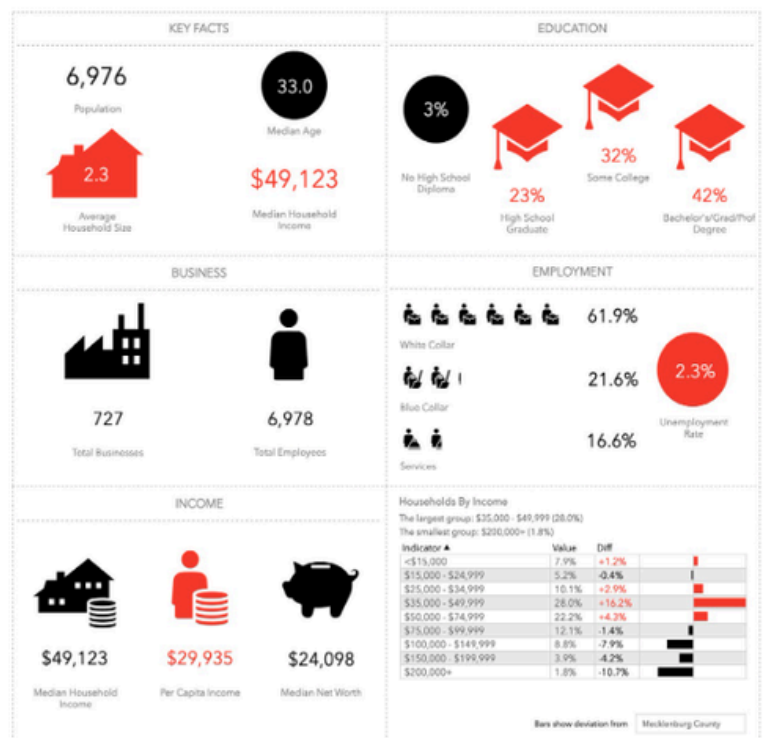 KEY FACTS
6,976
Population
33.0
Median Age
2.3
Average
Household Size
$49,123
Median Household
Income
EDUCATION
3%
No High School
Diploma
23%
High School
Graduate
32%
Some College
42%
Bachelor's/Grad/Prof
Degree
BUSINESS
727
Total Businesses
6,978
Total Employees
EMPLOYMENT
61.9%
White Collar
21.6%
Blue Collar
16.6%
Services
2.3%
Unemployment
Rate
INCOME
$49,123
Median Household
Income
$29,935
Per Capita Income
$24,098
Median Net Worth
Households By Income
The largest group: $35,000 - $49,999 (28.0%)
The smallest group: $200,000+ (1.8%)
Indicator ▲ Value Diff
<$15,000 7.9% +1.2%
$15,000 - $24,999 5.2% -0.4%
$25,000 - $34,999 10.1% +2.9%
$35,000 - $49,999 28.0% +16.2%
$50,000 - $74,999 22.2% +4.3%
$75,000 - $99,999 12.1% -1.4%
$100,000 - $149,999 8.8% -7.9%
$150,000 - $199,999 3.9% -4.2%
$200,000+ 1.8% -10.7%
Bars show deviation from Mecklenburg County